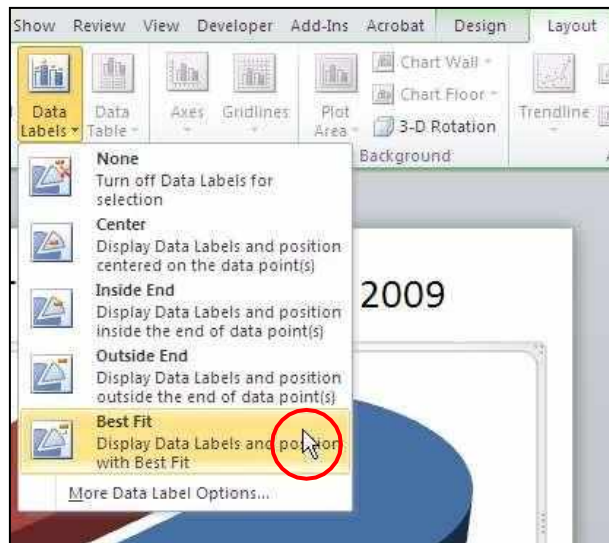 Show Review View Developer Add-Ins Acrobat Design Layout
Data Labels
Data Table
Axes
Gridlines
Plot Area
Chart Wall
Chart Floor
3-D Rotation
Trendline
Background
None
Turn off Data Labels for
selection
Center
Display Data Labels and position
centered on the data point(s)
Inside End
Display Data Labels and position
inside the end of data point(s)
Outside End
Display Data Labels and position
outside the end of data point(s)
Best Fit
Display Data Labels and position
with Best Fit
More Data Label Options...
2009